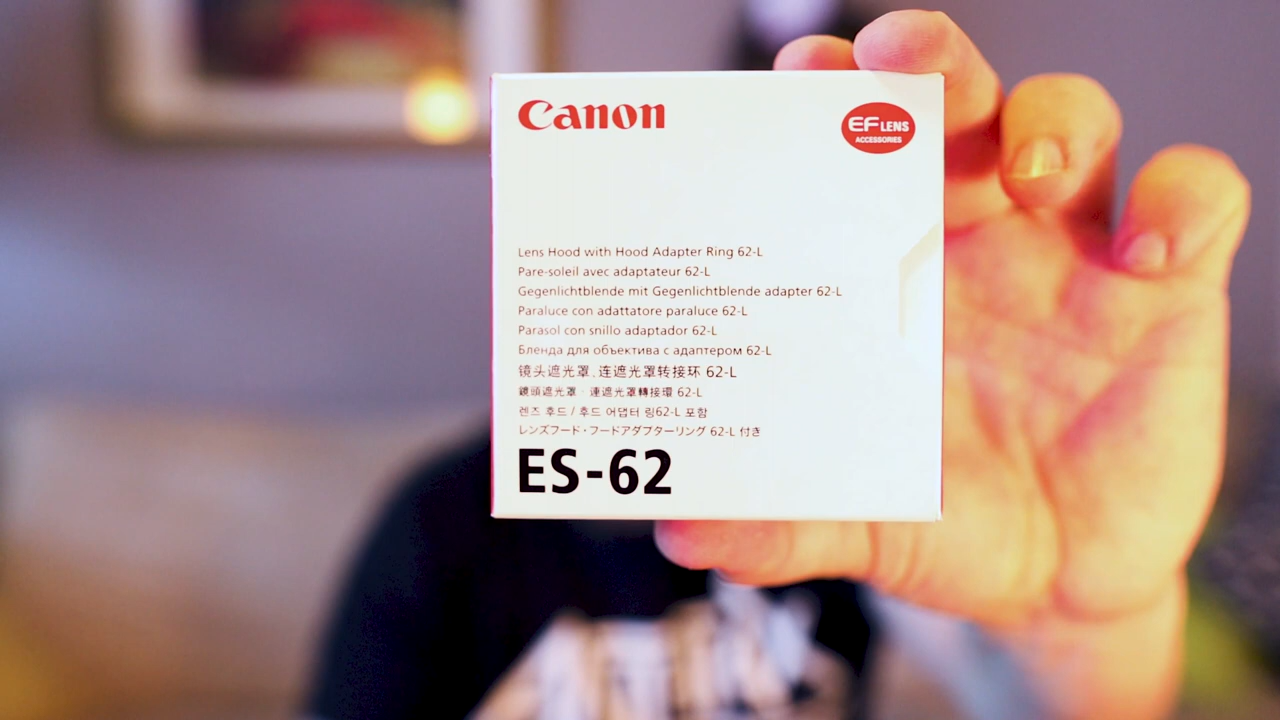 Canon
EF LENS
ACCESSORIES
Lens Hood with Hood Adapter Ring 62-L
Pare-soleil avec adaptateur 62-L
Gegenlichtblende mit Gegenlichtblende adapter 62-L
Paraluce con adattatore paraluce 62-L
Parasol con snillo adaptador 62-L
Бленда для объектива с адаптером 62-L
镜头遮光罩、连遮光罩转接环 62-L
鏡頭遮光罩 · 連遮光罩轉接環 62-L
렌즈 후드 / 후드 어댑터 링62-L 포함
レンズフード・フードアダプターリング 62-L 付き
ES-62